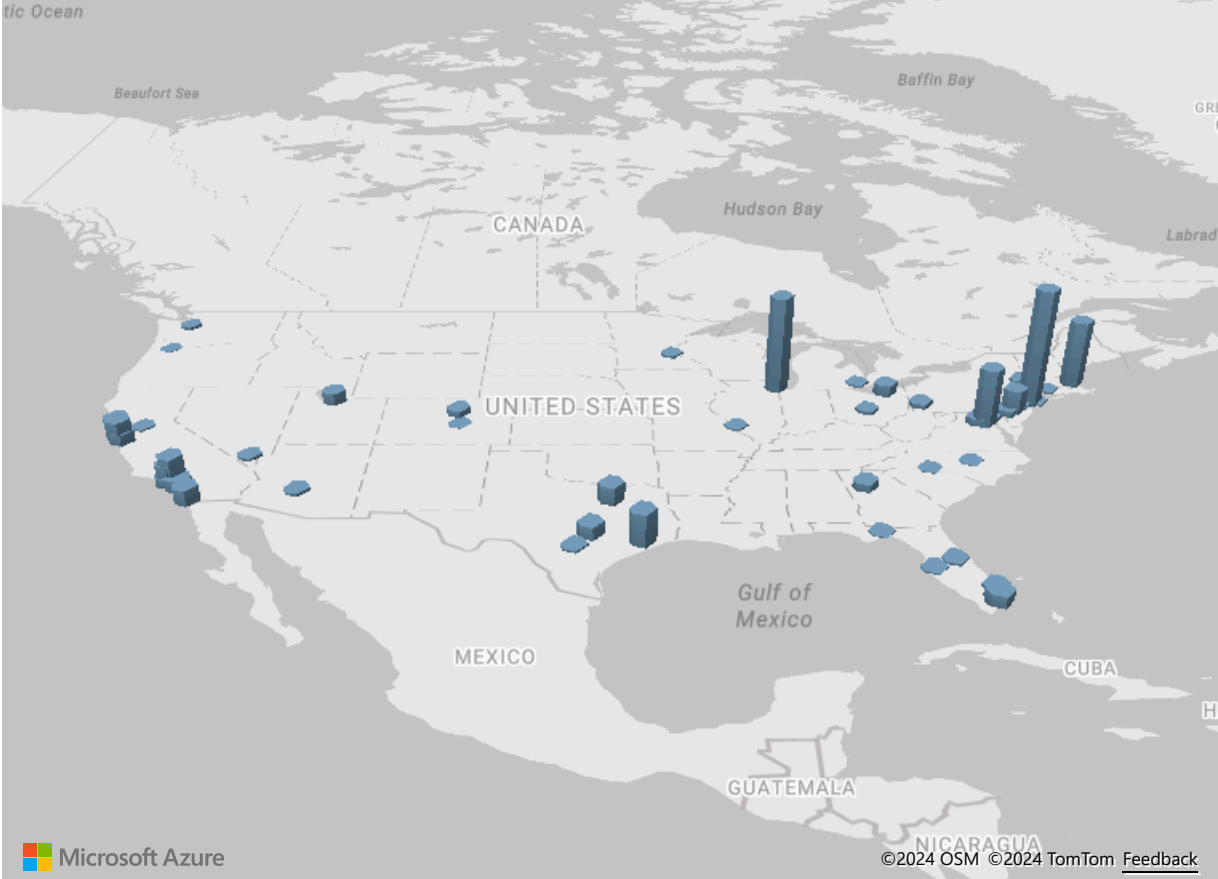 tic Ocean
Beaufort Sea
Baffin Bay
GR
Hudson Bay
CANADA
Labrad
UNITED STATES
Gulf of
Mexico
MEXICO
CUBA
H
GUATEMALA
NICARAGUA
Microsoft Azure
©2024 OSM ©2024 TomTom Feedback